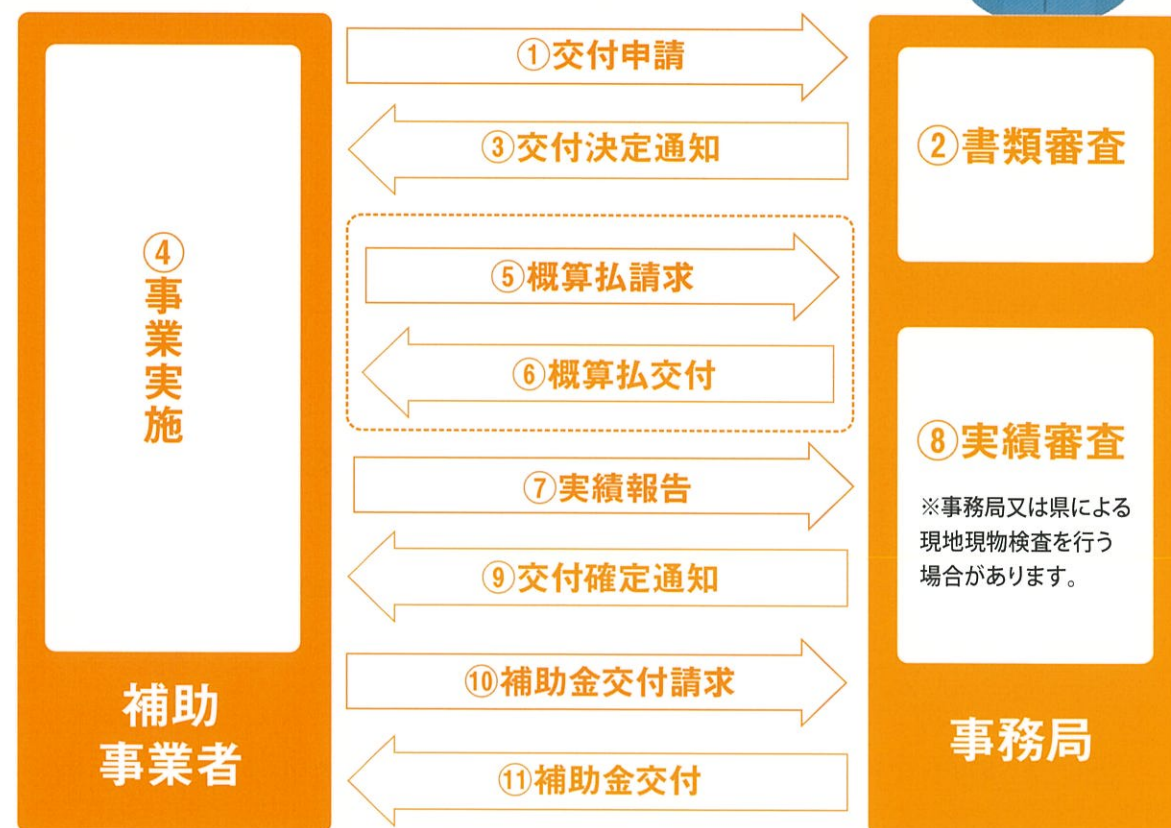 ①交付申請
②書類審査
③交付決定通知
④事業実施
⑤概算払請求
⑥概算払交付
⑦実績報告
⑧実績審査
※事務局又は県による
現地現物検査を行う
場合があります。
⑨交付確定通知
⑩補助金交付請求
⑪補助金交付
補助
事業者
事務局